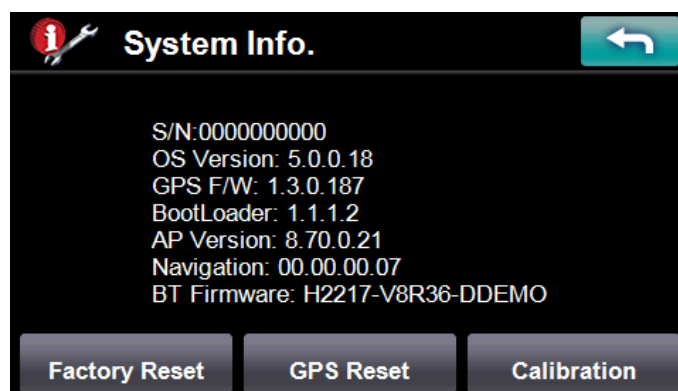 System Info.
S/N:0000000000
OS Version: 5.0.0.18
GPS F/W: 1.3.0.187
BootLoader: 1.1.1.2
AP Version: 8.70.0.21
Navigation: 00.00.00.07
BT Firmware: H2217-V8R36-DDEMO
Factory Reset GPS Reset Calibration